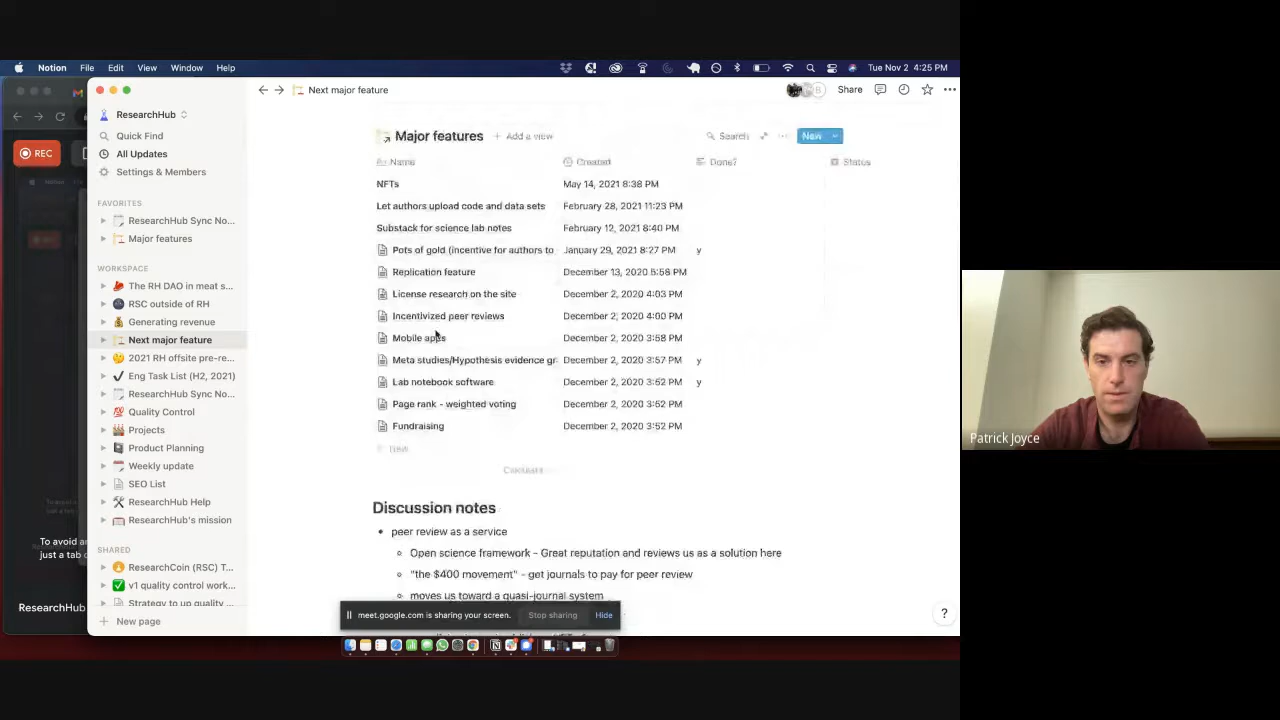 Notion File Edit View Window Help
Tue Nov 2 4:25 PM
ResearchHub
Next major feature
Share
Quick Find
All Updates
Settings & Members
REC
FAVORITES
ResearchHub Sync No...
Major features
WORKSPACE
The RH DAO in meat s...
RSC outside of RH
Generating revenue
Next major feature
2021 RH offsite pre-re...
Eng Task List (H2, 2021)
ResearchHub Sync No...
Quality Control
Projects
Product Planning
Weekly update
SEO List
ResearchHub Help
ResearchHub's mission
SHARED
ResearchCoin (RSC) T...
v1 quality control work...
Strategy to up quality ...
New page
To avoid an
just a tab o
ResearchHub
Major features + Add a view Search New
Name Created Done? Status
NFTs May 14, 2021 8:38 PM
Let authors upload code and data sets February 28, 2021 11:23 PM
Substack for science lab notes February 12, 2021 8:40 PM
Pots of gold (incentive for authors to January 29, 2021 8:27 PM y
Replication feature December 13, 2020 5:58 PM
License research on the site December 2, 2020 4:03 PM
Incentivized peer reviews December 2, 2020 4:00 PM
Mobile apps December 2, 2020 3:58 PM
Meta studies/Hypothesis evidence gr December 2, 2020 3:57 PM y
Lab notebook software December 2, 2020 3:52 PM y
Page rank - weighted voting December 2, 2020 3:52 PM
Fundraising December 2, 2020 3:52 PM
Calculate
Discussion notes
• peer review as a service
Open science framework - Great reputation and reviews us as a solution here
"the $400 movement" - get journals to pay for peer review
moves us toward a quasi-journal system
meet.google.com is sharing your screen. Stop sharing Hide
?
Patrick Joyce